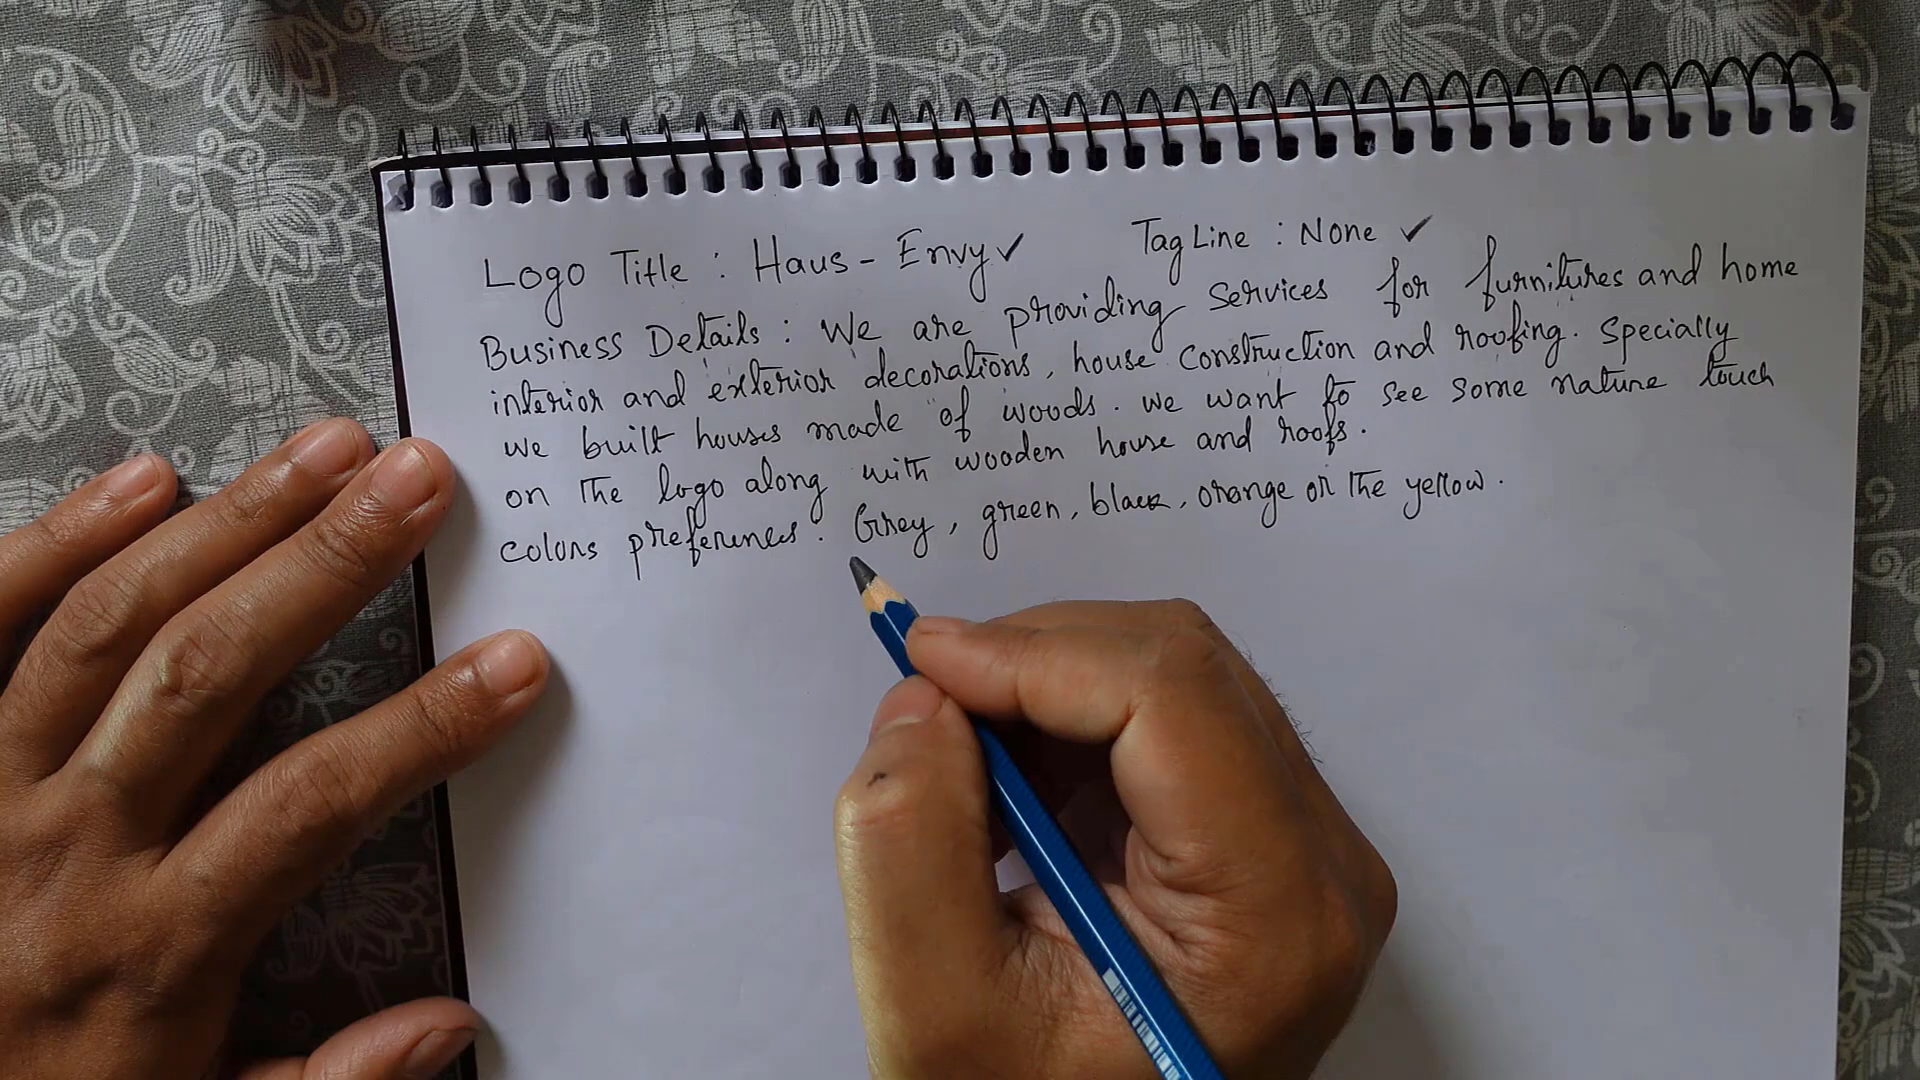 Logo Title : Haus - Envy ✓ TagLine : None ✓
Business Details : We are providing services for furnitures and home
interior and exterior decorations, house construction and roofing. Specially
we built houses made of woods. We want to see some nature touch
on the logo along with wooden house and roofs.
colors preferences : Grey, green, black, orange or the yellow.